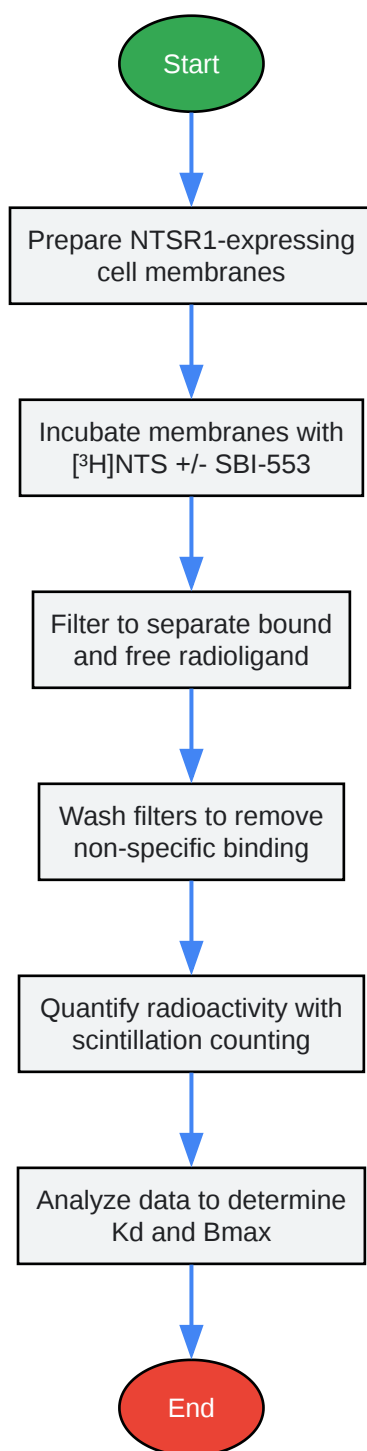 Start
Prepare NTSR1-expressing
cell membranes
Incubate membranes with
[³H]NTS +/- SBI-553
Filter to separate bound
and free radioligand
Wash filters to remove
non-specific binding
Quantify radioactivity with
scintillation counting
Analyze data to determine
Kd and Bmax
End